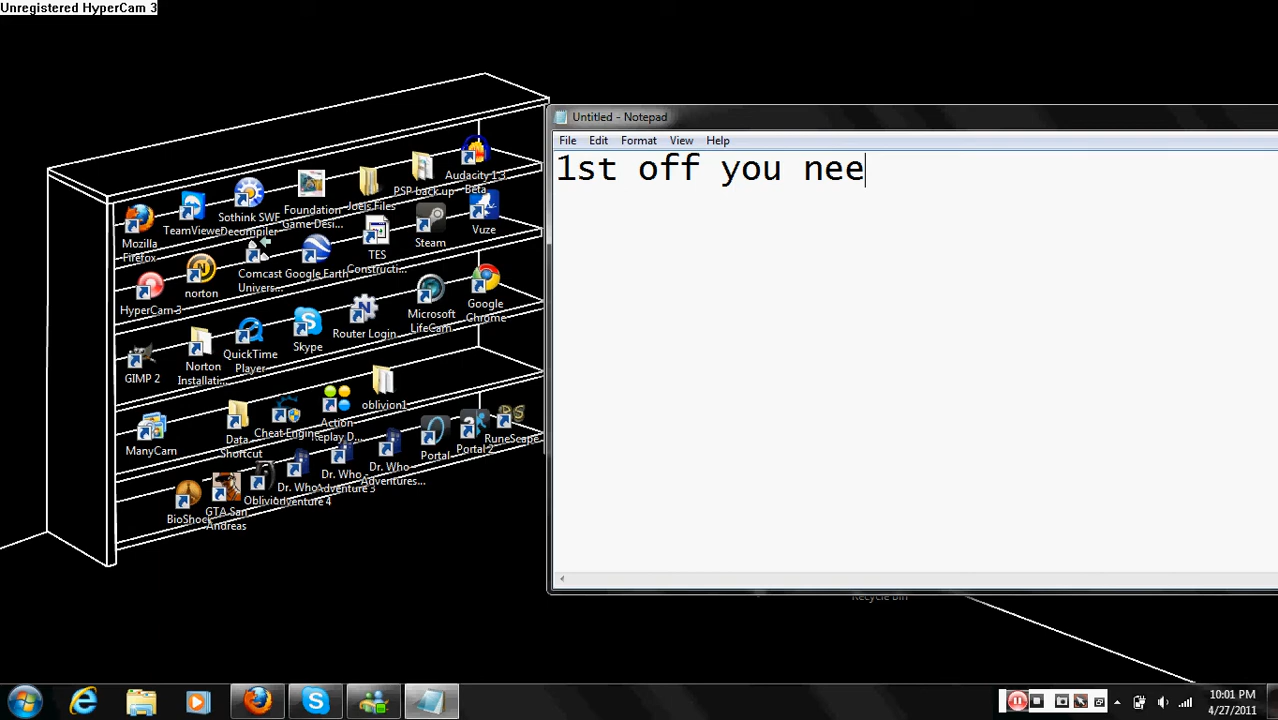 Unregistered HyperCam 3
Untitled - Notepad
File Edit Format View Help
1st off you nee
Audacity 1.3 Beta
PSP back up
Joels Files
Foundation Game Desi...
Sothink SWF Decompiler
TeamViewer
Mozilla Firefox
Vuze
Steam
TES Constructi...
Google Earth
Comcast Univers...
norton
HyperCam 3
Google Chrome
Microsoft LifeCam
Router Login
Skype
QuickTime Player
Norton Installati...
GIMP 2
oblivion1
Action Replay D...
Cheat Engine
Data Shortcut
ManyCam
RuneScape
Portal 2
Portal
Dr. Who Adventures...
Dr. Who Adventure 3
Dr. Who Adventure 4
Oblivion
GTA San Andreas
BioShock
Recycle Bin
10:01 PM
4/27/2011